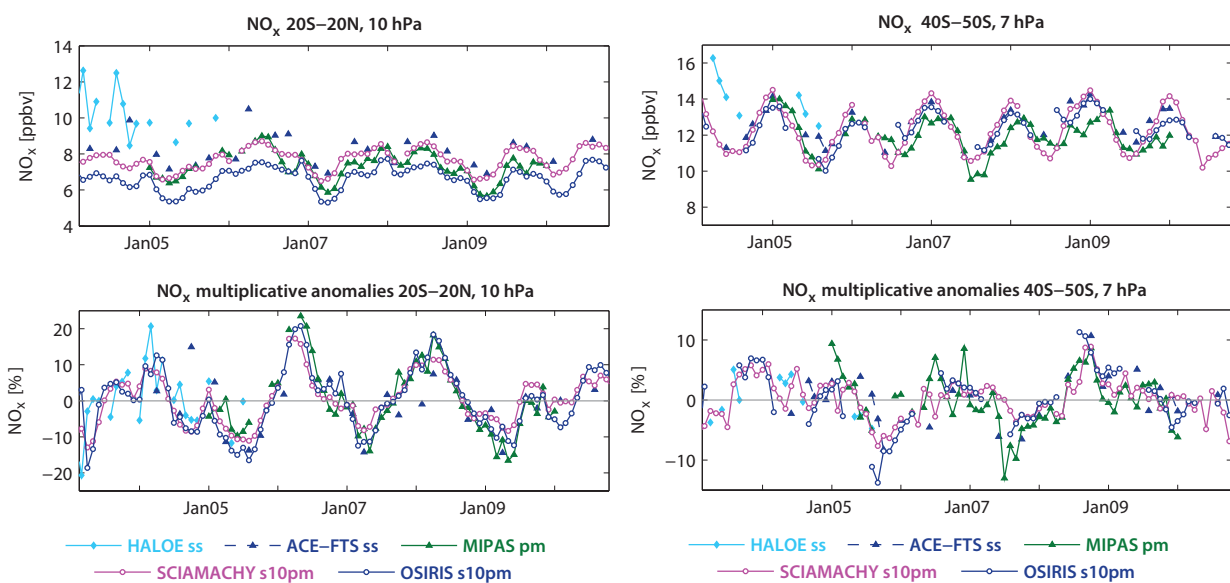 NOx 20S−20N, 10 hPa
NOx [ppbv]
14
12
10
8
6
4
Jan05 Jan07 Jan09
NOx 40S−50S, 7 hPa
NOx [ppbv]
16
14
12
10
8
Jan05 Jan07 Jan09
NOx multiplicative anomalies 20S−20N, 10 hPa
NOx [%]
20
10
0
−10
−20
Jan05 Jan07 Jan09
NOx multiplicative anomalies 40S−50S, 7 hPa
NOx [%]
10
0
−10
Jan05 Jan07 Jan09
HALOE ss ACE−FTS ss MIPAS pm
SCIAMACHY s10pm OSIRIS s10pm
HALOE ss ACE−FTS ss MIPAS pm
SCIAMACHY s10pm OSIRIS s10pm